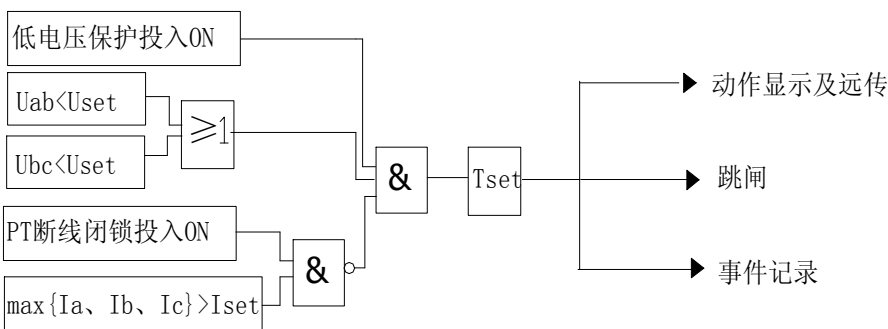 低电压保护投入ON
Uab<Uset
Ubc<Uset
≥1
PT断线闭锁投入ON
max{Ia、Ib、Ic}>Iset
&
&
Tset
动作显示及远传
跳闸
事件记录